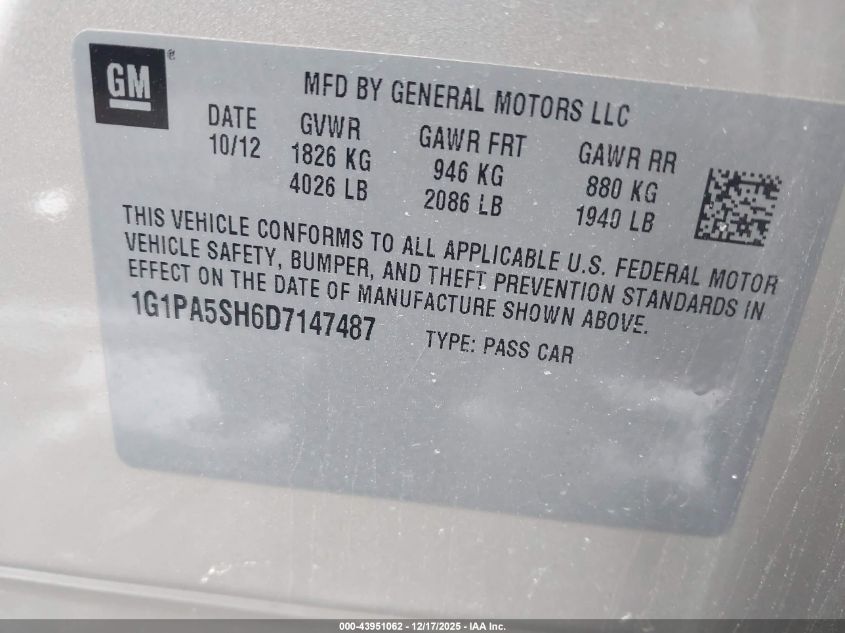 GM®
MFD BY GENERAL MOTORS LLC
DATE GVWR GAWR FRT GAWR RR
10/12 1826 KG 946 KG 880 KG
4026 LB 2086 LB 1940 LB
THIS VEHICLE CONFORMS TO ALL APPLICABLE U.S. FEDERAL MOTOR
VEHICLE SAFETY, BUMPER, AND THEFT PREVENTION STANDARDS IN
EFFECT ON THE DATE OF MANUFACTURE SHOWN ABOVE.
1G1PA5SH6D7147487 TYPE: PASS CAR
000-43951062 - 12/17/2025 - IAA Inc.